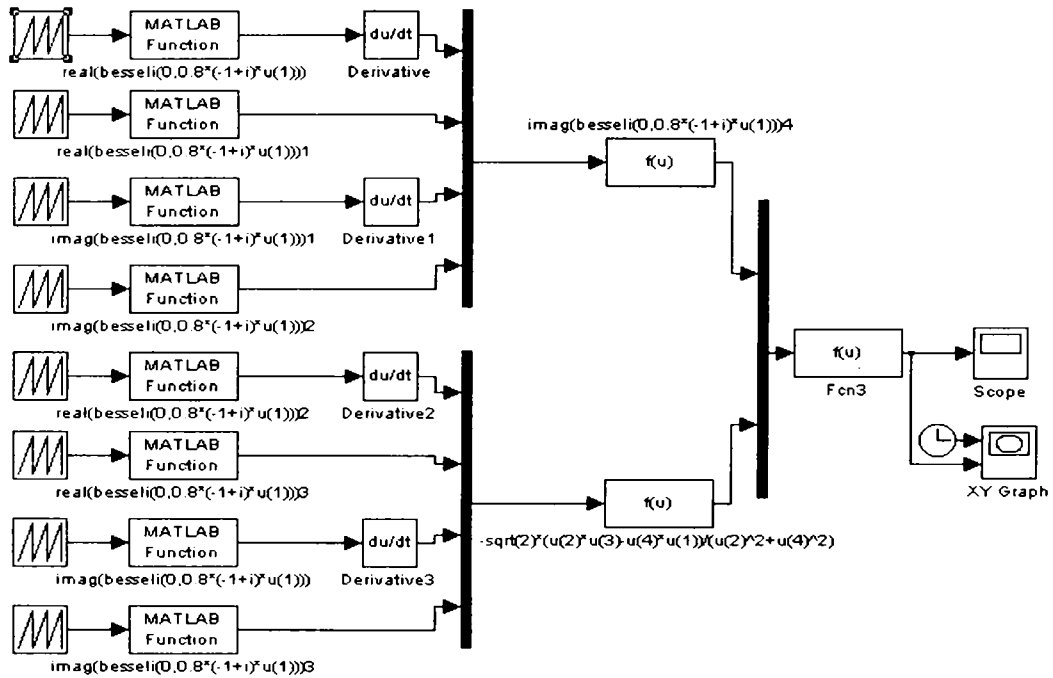 MATLAB
Function
du/dt
real(besseli(0,0.8*(-1+i)*u(1)))
Derivative
MATLAB
Function
real(besseli(0,0.8*(-1+i)*u(1)))1
MATLAB
Function
du/dt
imag(besseli(0,0.8*(-1+i)*u(1)))1
Derivative1
MATLAB
Function
imag(besseli(0,0.8*(-1+i)*u(1)))2
MATLAB
Function
du/dt
real(besseli(0,0.8*(-1+i)*u(1)))2
Derivative2
MATLAB
Function
real(besseli(0,0.8*(-1+i)*u(1)))3
MATLAB
Function
du/dt
imag(besseli(0,0.8*(-1+i)*u(1)))
Derivative3
MATLAB
Function
imag(besseli(0,0.8*(-1+i)*u(1)))3
imag(besseli(0,0.8*(-1+i)*u(1)))4
f(u)
f(u)
-sqrt(2)*(u(2)*u(3)-u(4)*u(1))/(u(2)^2+u(4)^2)
f(u)
Fcn3
Scope
XY Graph